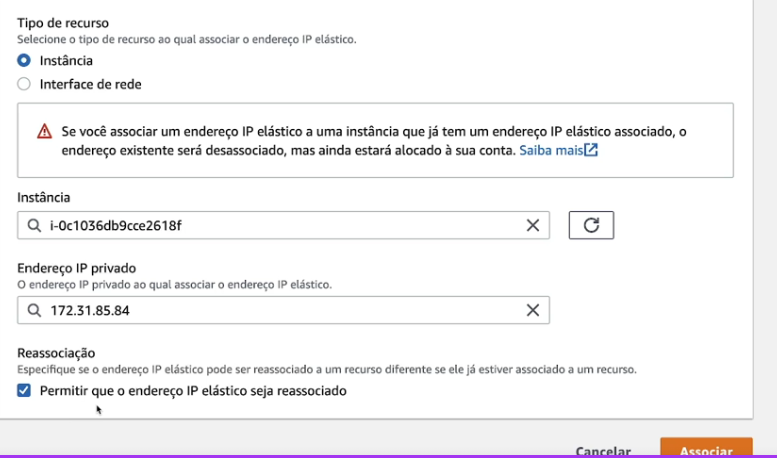 Tipo de recurso
Selecione o tipo de recurso ao qual associar o endereço IP elástico.
Instância
Interface de rede
Se você associar um endereço IP elástico a uma instância que já tem um endereço IP elástico associado, o
endereço existente será desassociado, mas ainda estará alocado à sua conta. Saiba mais
Instância
i-0c1036db9cce2618f
Endereço IP privado
O endereço IP privado ao qual associar o endereço IP elástico.
172.31.85.84
Reassociação
Especifique se o endereço IP elástico pode ser reassociado a um recurso diferente se ele já estiver associado a um recurso.
Permitir que o endereço IP elástico seja reassociado
Cancelar Associar